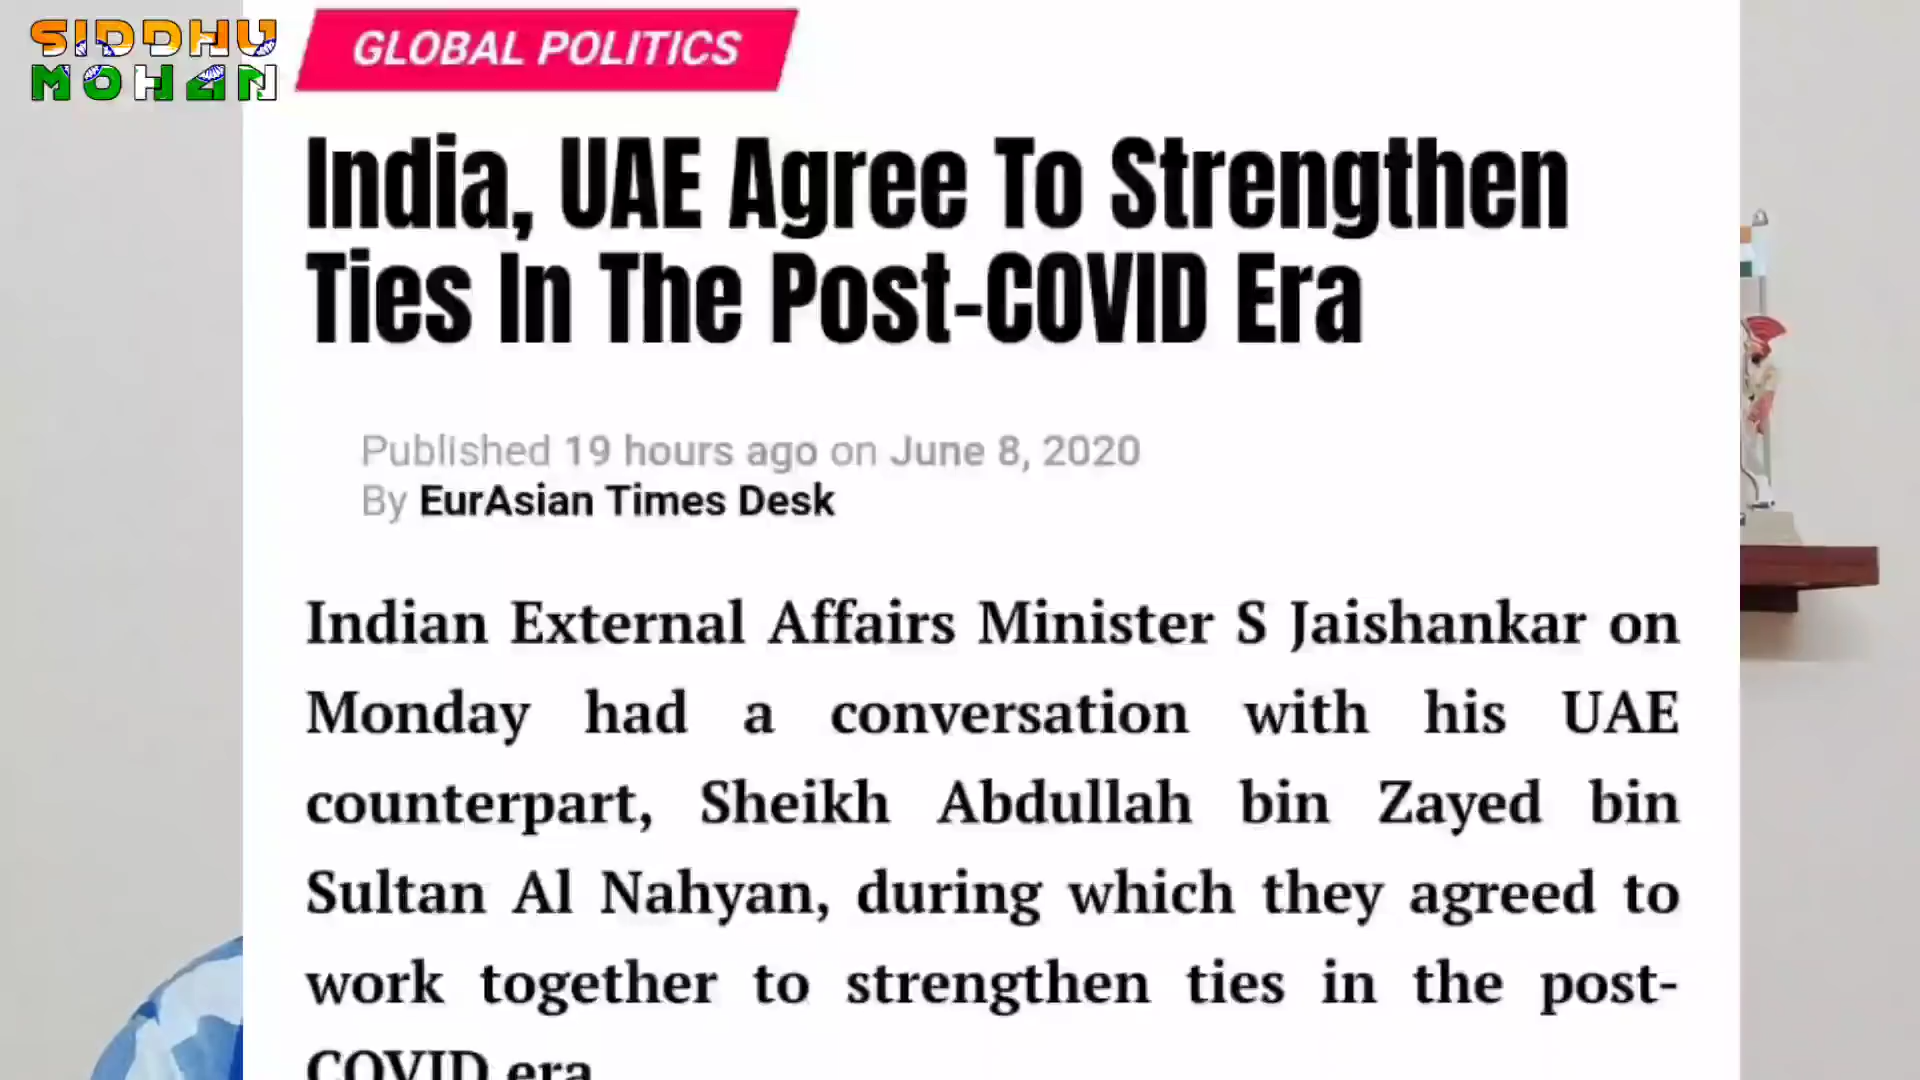 SIDDHU
MOHAN
GLOBAL POLITICS
India, UAE Agree To Strengthen
Ties In The Post-COVID Era
Published 19 hours ago on June 8, 2020
By EurAsian Times Desk
Indian External Affairs Minister S Jaishankar on
Monday had a conversation with his UAE
counterpart, Sheikh Abdullah bin Zayed bin
Sultan Al Nahyan, during which they agreed to
work together to strengthen ties in the post-
COVID era